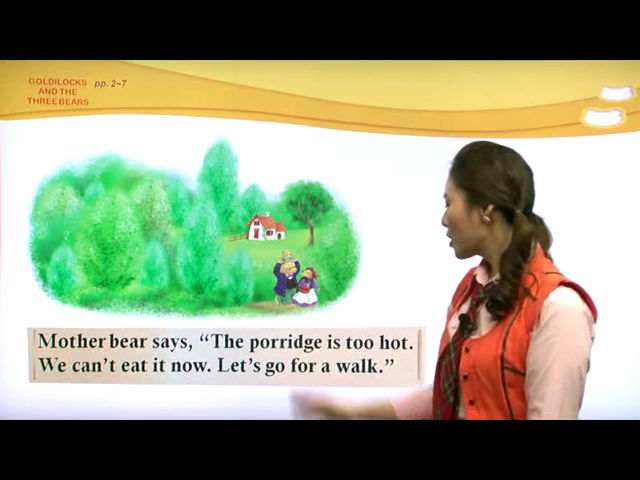 GOLDILOCKS pp. 2~7
AND THE
THREE BEARS
Mother bear says, “The porridge is too hot.
We can’t eat it now. Let’s go for a walk.”